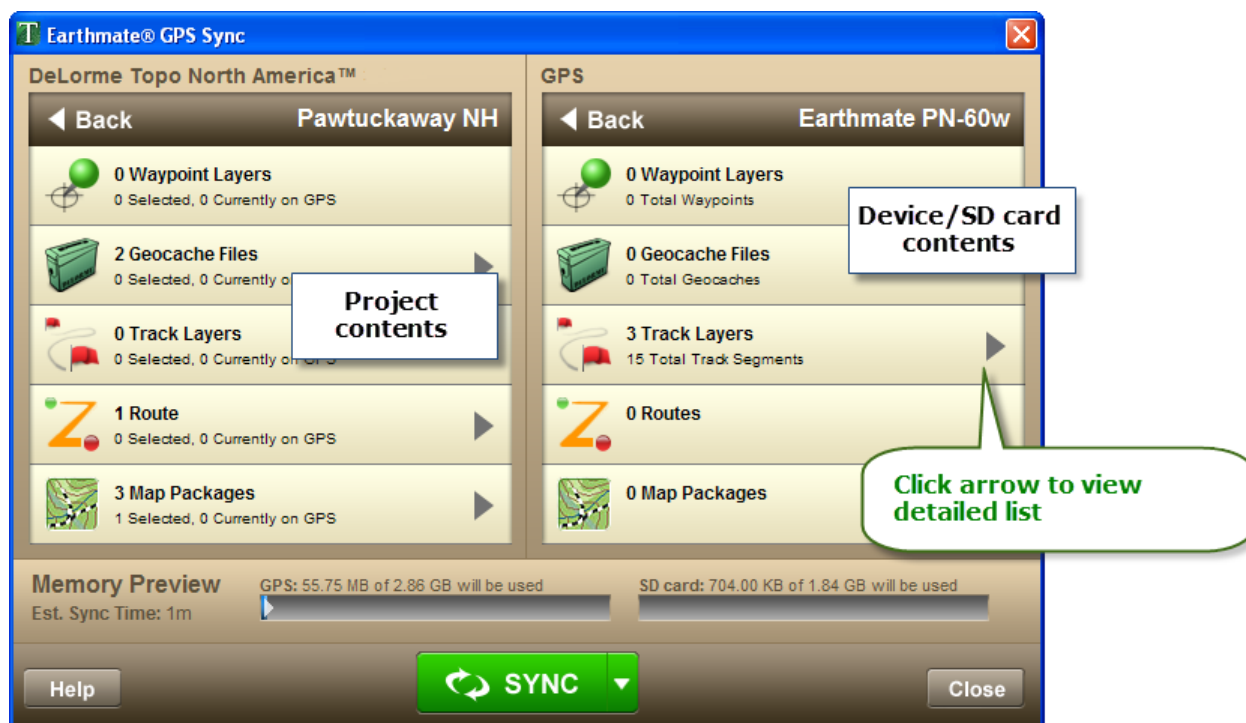 Earthmate® GPS Sync
DeLorme Topo North America™
Back
Pawtuckaway NH
0 Waypoint Layers
0 Selected, 0 Currently on GPS
2 Geocache Files
0 Selected, 0 Currently o
Project
contents
0 Track Layers
0 Selected, 0 Currently on GPS
1 Route
0 Selected, 0 Currently on GPS
3 Map Packages
1 Selected, 0 Currently on GPS
GPS
Back
Earthmate PN-60w
0 Waypoint Layers
0 Total Waypoints
Device/SD card
contents
0 Geocache Files
0 Total Geocaches
3 Track Layers
15 Total Track Segments
0 Routes
0 Map Packages
Click arrow to view
detailed list
Memory Preview
Est. Sync Time: 1m
GPS: 55.75 MB of 2.86 GB will be used
SD card: 704.00 KB of 1.84 GB will be used
Help
SYNC
Close